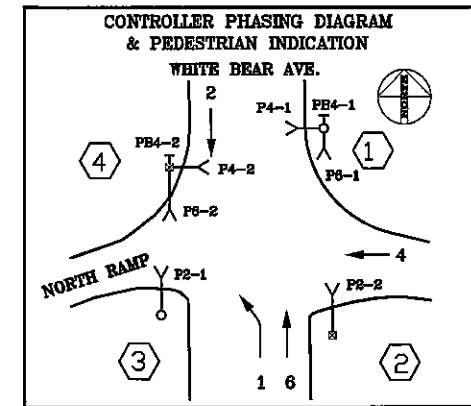 CONTROLLER PHASING DIAGRAM
& PEDESTRIAN INDICATION
WHITE BEAR AVE.
2
P4-1 PB4-1
PB4-2
4
1
P4-2
P6-1
P6-2
4
NORTH RAMP
P2-1
P2-2
3
2
1 6